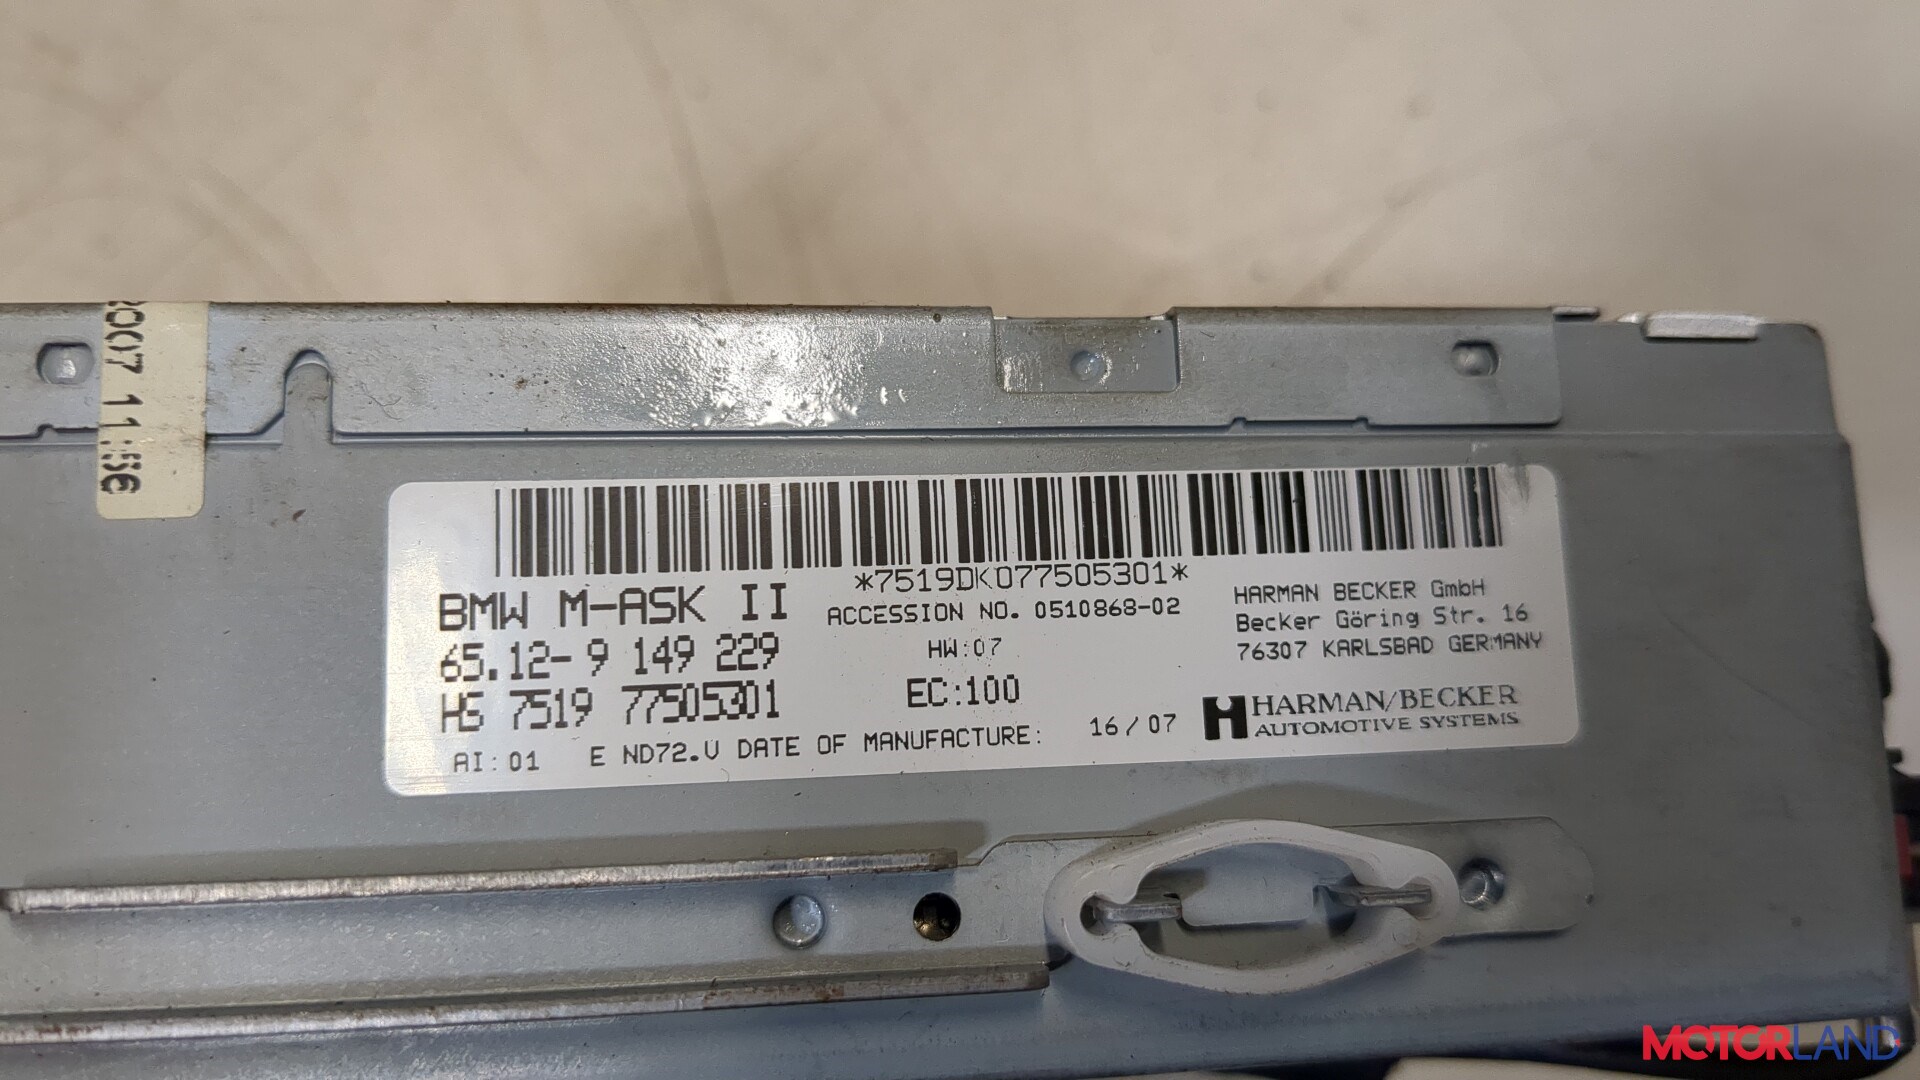 2007 11:56
*7519DK077505301*
BMW M-ASK II
65.12-9 149 229
HS 7519 77505301
AI:01 E ND72.V DATE OF MANUFACTURE: 16/07
ACCESSION NO. 0510868-02
HW:07
EC:100
HARMAN BECKER GmbH
Becker Göring Str. 16
76307 KARLSBAD GERMANY
HARMAN/BECKER
AUTOMOTIVE SYSTEMS
MOTORLAND